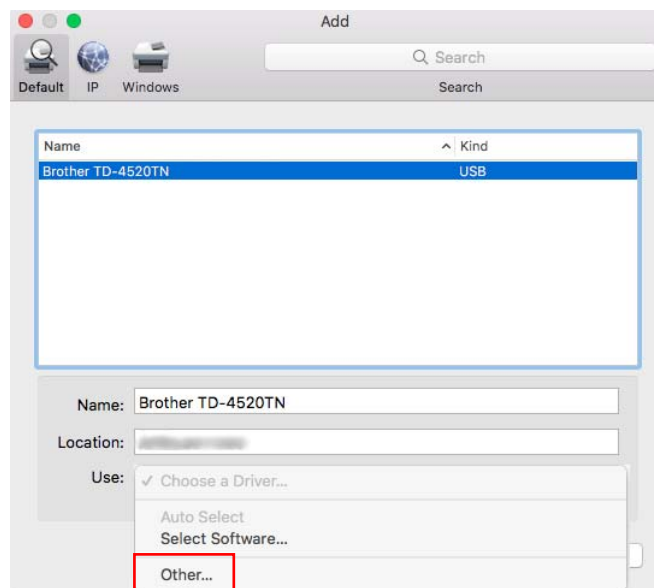 Add
Search
Default IP Windows Search
Name Kind
Brother TD-4520TN USB
Name: Brother TD-4520TN
Location:
Use: ✓ Choose a Driver...
Auto Select
Select Software...
Other...